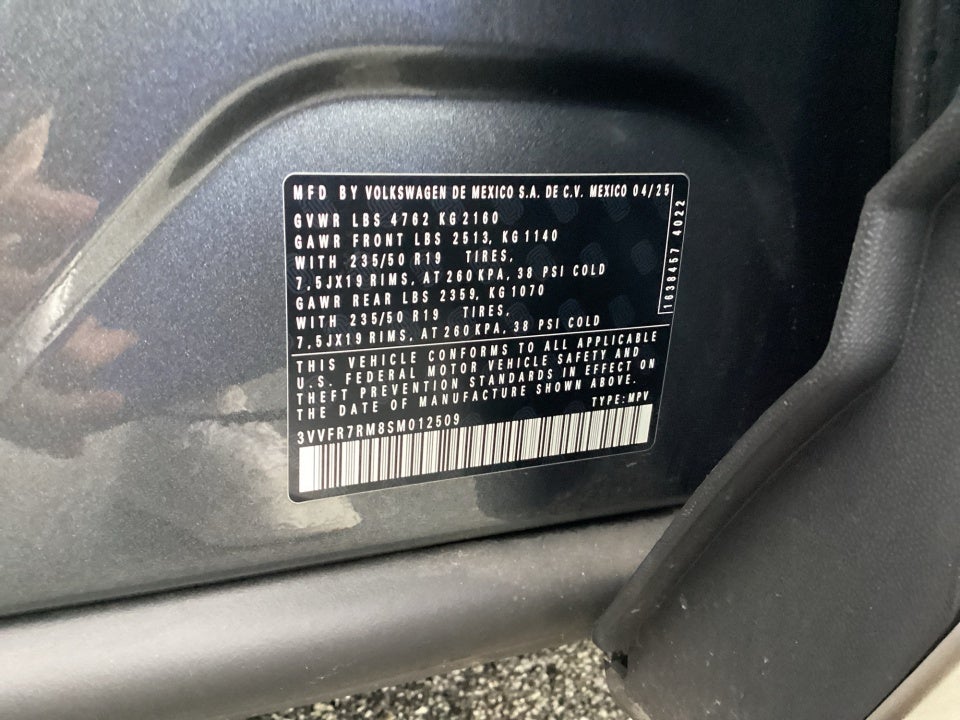 MFD BY VOLKSWAGEN DE MEXICO S.A. DE C.V. MEXICO 04/25
GVWR LBS 4762 KG 2160
GAWR FRONT LBS 2513, KG 1140
WITH 235/50 R19 TIRES,
7,5JX19 RIMS, AT 260 KPA, 38 PSI COLD
GAWR REAR LBS 2359, KG 1070
WITH 235/50 R19 TIRES,
7,5JX19 RIMS, AT 260 KPA, 38 PSI COLD
1638457 4022
THIS VEHICLE CONFORMS TO ALL APPLICABLE
U.S. FEDERAL MOTOR VEHICLE SAFETY AND
THEFT PREVENTION STANDARDS IN EFFECT ON
THE DATE OF MANUFACTURE SHOWN ABOVE.
TYPE: MPV
3VVFR7RM8SM012509